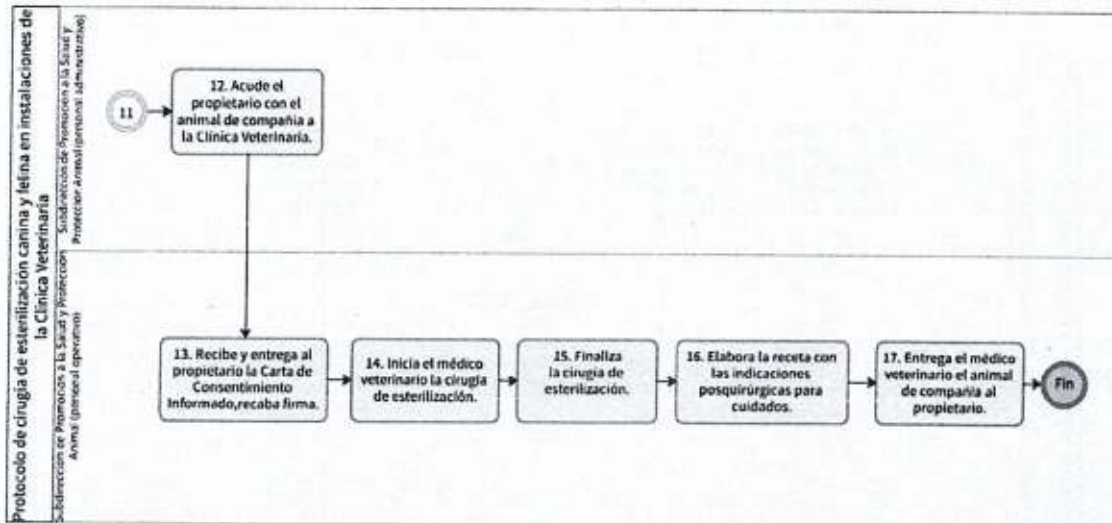 Protocolo de cirugía de esterilización canina y felina en instalaciones de
la Clínica Veterinaria
Subdirección de Promoción a la Salud y
Protección Animal (personal administrativo)
11
12. Acude el
propietario con el
animal de compañía a
la Clínica Veterinaria.
Subdirección de Promoción a la Salud y Protección
Animal (personal operativo)
13. Recibe y entrega al
propietario la Carta de
Consentimiento
Informado,recaba firma.
14. Inicia el médico
veterinario la cirugía
de esterilización.
15. Finaliza
la cirugía de
esterilización.
16. Elabora la receta con
las indicaciones
posquirúrgicas para
cuidados.
17. Entrega el médico
veterinario el animal
de compañía al
propietario.
Fin